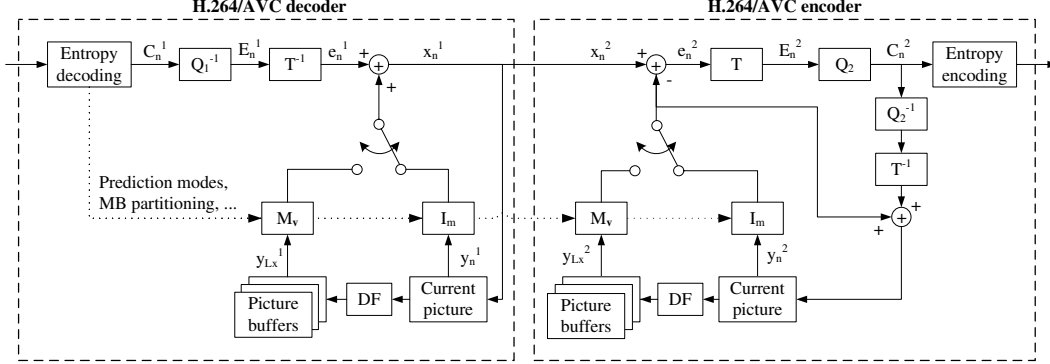 H.264/AVC decoder
H.264/AVC encoder
Entropy
decoding
C_n^1
Q_1^-1
E_n^1
T^-1
e_n^1
+
+
x_n^1
+
x_n^2
+
+
-
e_n^2
T
E_n^2
Q_2
C_n^2
Entropy
encoding
Q_2^-1
T^-1
+
+
+
Prediction modes,
MB partitioning, ...
M_v
I_m
M_v
I_m
y_Lx^1
y_n^1
y_Lx^2
y_n^2
Picture
buffers
DF
Current
picture
Picture
buffers
DF
Current
picture